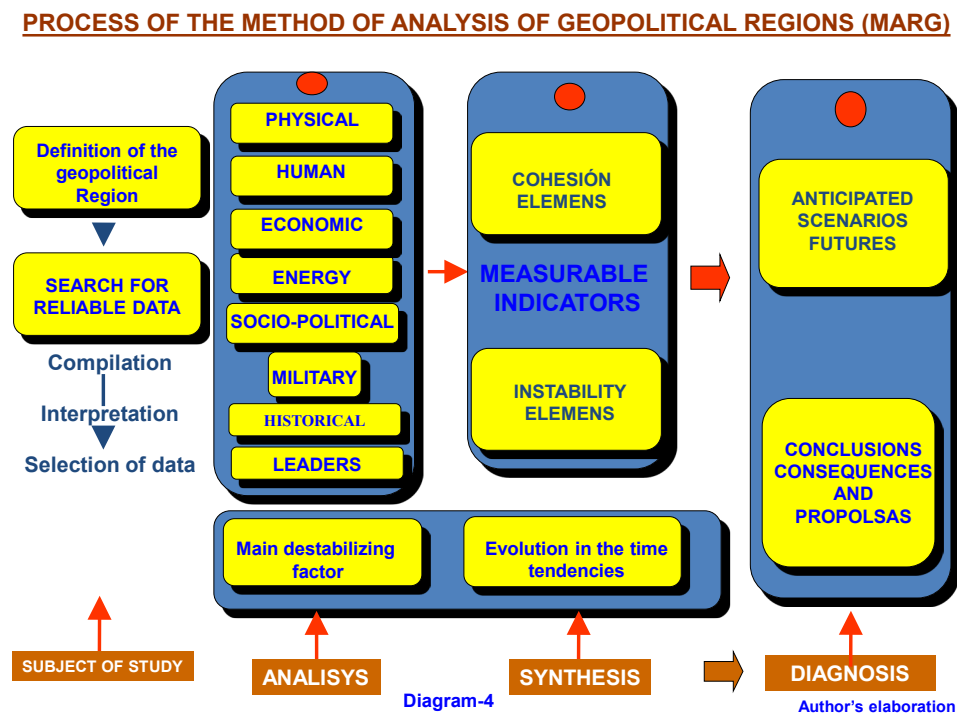 PROCESS OF THE METHOD OF ANALYSIS OF GEOPOLITICAL REGIONS (MARG)
Definition of the
geopolitical
Region
SEARCH FOR
RELIABLE DATA
Compilation
Interpretation
Selection of data
PHYSICAL
HUMAN
ECONOMIC
ENERGY
SOCIO-POLITICAL
MILITARY
HISTORICAL
LEADERS
COHESIÓN
ELEMENS
MEASURABLE
INDICATORS
INSTABILITY
ELEMENS
ANTICIPATED
SCENARIOS
FUTURES
CONCLUSIONS
CONSEQUENCES
AND
PROPOLSAS
Main destabilizing
factor
Evolution in the time
tendencies
SUBJECT OF STUDY
ANALISYS
SYNTHESIS
DIAGNOSIS
Diagram-4
Author's elaboration